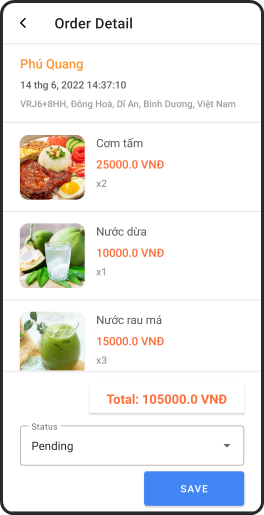 Order Detail
Phú Quang
14 thg 6, 2022 14:37:10
VRJ6+8HH, Đông Hoà, Dĩ An, Bình Dương, Việt Nam
Cơm tấm
25000.0 VNĐ
x2
Nước dừa
10000.0 VNĐ
x1
Nước rau má
15000.0 VNĐ
x3
Total: 105000.0 VNĐ
Status
Pending
SAVE